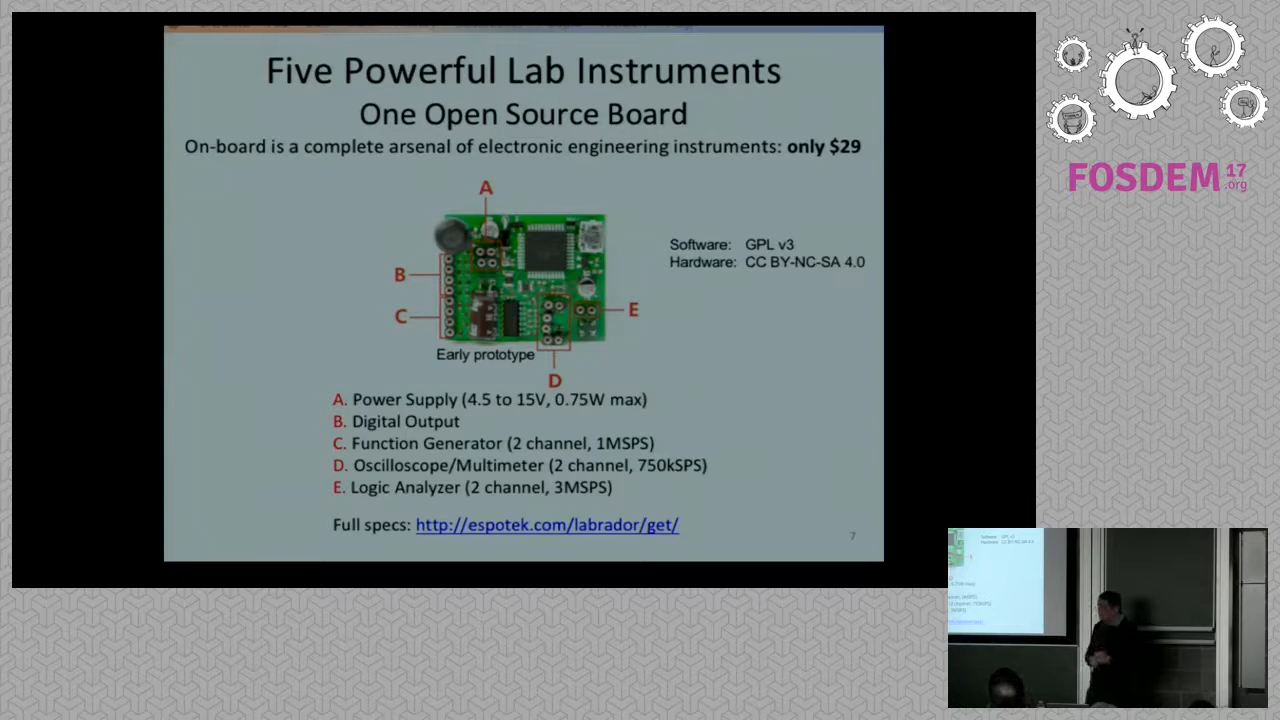 Five Powerful Lab Instruments
One Open Source Board
On-board is a complete arsenal of electronic engineering instruments: only $29
A
Software: GPL v3
Hardware: CC BY-NC-SA 4.0
B
C
E
Early prototype
D
A. Power Supply (4.5 to 15V, 0.75W max)
B. Digital Output
C. Function Generator (2 channel, 1MSPS)
D. Oscilloscope/Multimeter (2 channel, 750kSPS)
E. Logic Analyzer (2 channel, 3MSPS)
Full specs: http://espotek.com/labrador/get/
7
FOSDEM 17
.org